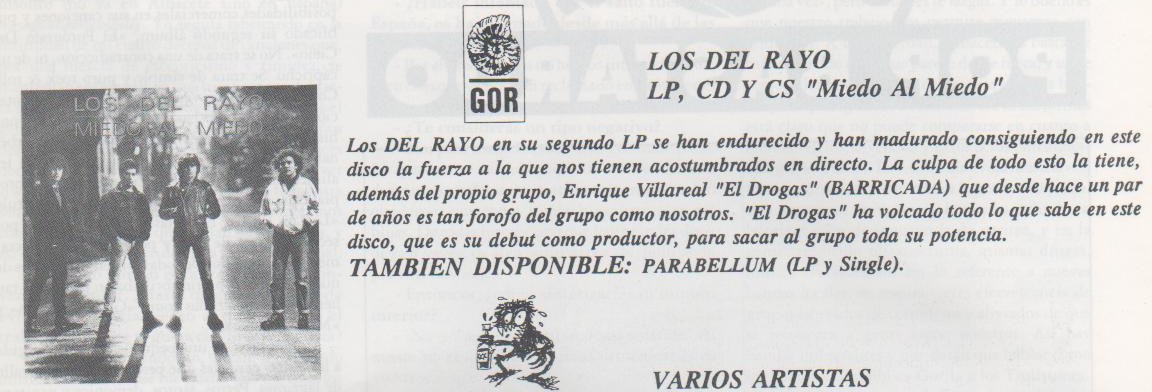 GOR
LOS DEL RAYO
LP, CD Y CS "Miedo Al Miedo"
LOS DEL RAYO
MIEDO AL MIEDO
Los DEL RAYO en su segundo LP se han endurecido y han madurado consiguiendo en este
disco la fuerza a la que nos tienen acostumbrados en directo. La culpa de todo esto la tiene,
además del propio grupo, Enrique Villareal "El Drogas" (BARRICADA) que desde hace un par
de años es tan forofo del grupo como nosotros. "El Drogas" ha volcado todo lo que sabe en este
disco, que es su debut como productor, para sacar al grupo toda su potencia.
TAMBIEN DISPONIBLE: PARABELLUM (LP y Single).
VARIOS ARTISTAS